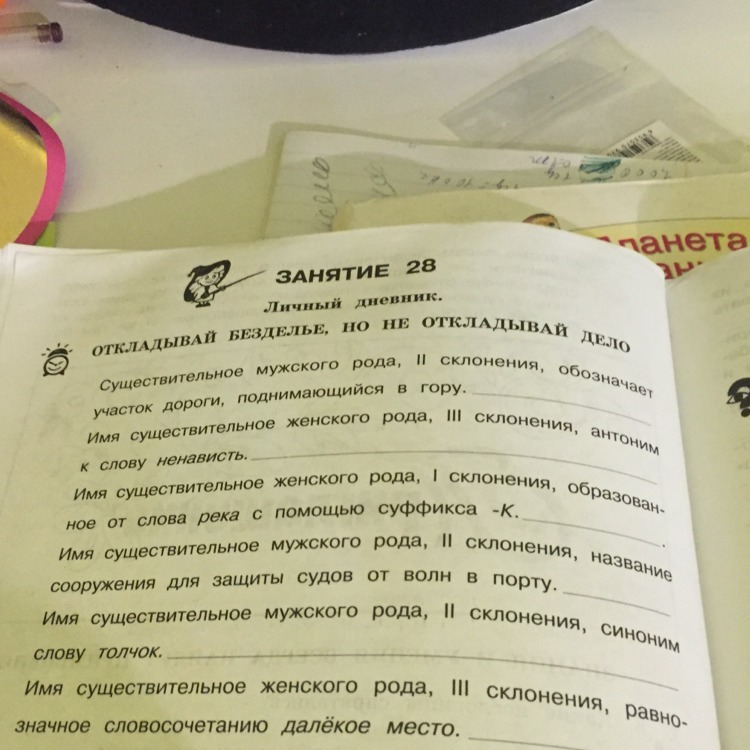 ЗАНЯТИЕ 28
Личный дневник.
ОТКЛАДЫВАЙ БЕЗДЕЛЬЕ, НО НЕ ОТКЛАДЫВАЙ ДЕЛО
Существительное мужского рода, II склонения, обозначает
участок дороги, поднимающийся в гору.
Имя существительное женского рода, III склонения, антоним
к слову ненависть.
Имя существительное женского рода, I склонения, образован-
ное от слова река с помощью суффикса -К.
Имя существительное мужского рода, II склонения, название
сооружения для защиты судов от волн в порту.
Имя существительное мужского рода, II склонения, синоним
слову толчок.
Имя существительное женского рода, III склонения, равно-
значное словосочетанию далёкое место.